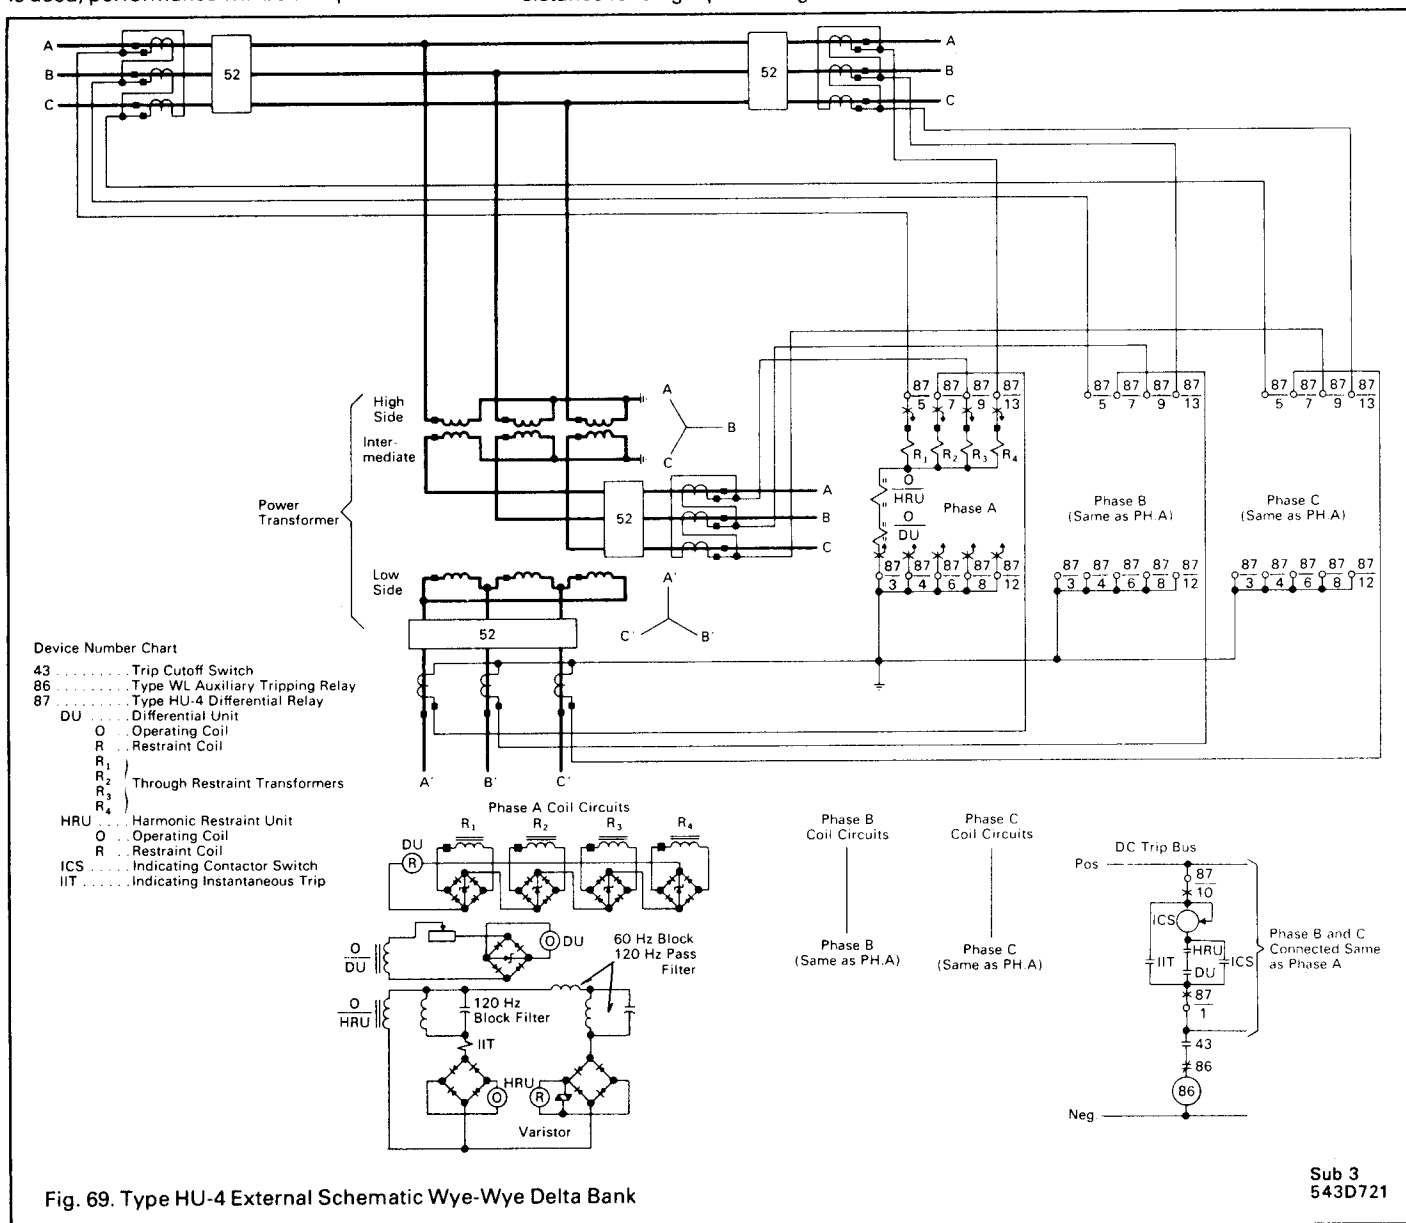 A
B
C
52
52
A
B
C
High
Side
Inter-
mediate
Power
Transformer
A
B
C
52
A
B
C
Low
Side
52
A'
C'
B'
87 87 87 87
5 7 9 13
R1 R2 R3 R4
O
HRU
O
DU
Phase A
87 87 87 87 87
3 4 6 8 12
87 87 87 87
5 7 9 13
Phase B
(Same as PH.A)
87 87 87 87 87
3 4 6 8 12
87 87 87 87
5 7 9 13
Phase C
(Same as PH.A)
87 87 87 87 87
3 4 6 8 12
A' B' C'
Device Number Chart
43 ......... Trip Cutoff Switch
86 ......... Type WL Auxiliary Tripping Relay
87 ......... Type HU-4 Differential Relay
DU ..... Differential Unit
O .. Operating Coil
R .. Restraint Coil
R1
R2
R3
R4
Through Restraint Transformers
HRU .... Harmonic Restraint Unit
O .. Operating Coil
R .. Restraint Coil
ICS ..... Indicating Contactor Switch
IIT ...... Indicating Instantaneous Trip
Phase A Coil Circuits
DU
R
R1 R2 R3 R4
O
DU
O DU
60 Hz Block
120 Hz Pass
Filter
O
HRU
120 Hz
Block Filter
IIT
HRU
O
R
Varistor
Phase B
Coil Circuits
Phase B
(Same as PH.A)
Phase C
Coil Circuits
Phase C
(Same as PH.A)
DC Trip Bus
Pos
87
10
ICS
IIT
HRU
DU
ICS
87
1
43
86
86
Neg.
Phase B and C
Connected Same
as Phase A
Fig. 69. Type HU-4 External Schematic Wye-Wye Delta Bank
Sub 3
543D721